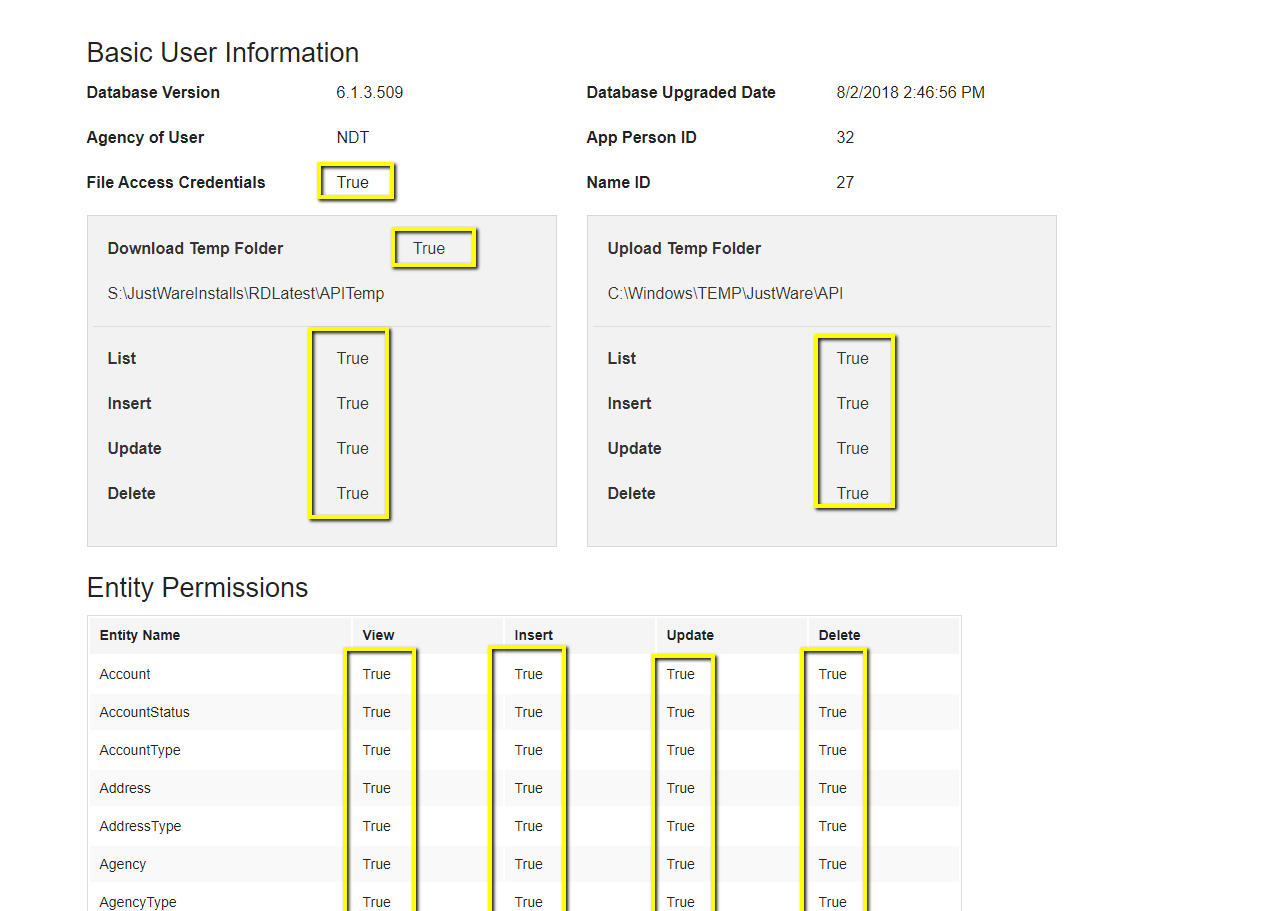 Basic User Information
Database Version 6.1.3.509 Database Upgraded Date 8/2/2018 2:46:56 PM
Agency of User NDT App Person ID 32
File Access Credentials True Name ID 27
Download Temp Folder True Upload Temp Folder
S:\JustWareInstalls\RDLatest\APITemp C:\Windows\TEMP\JustWare\API
List True List True
Insert True Insert True
Update True Update True
Delete True Delete True
Entity Permissions
Entity Name View Insert Update Delete
Account True True True True
AccountStatus True True True True
AccountType True True True True
Address True True True True
AddressType True True True True
Agency True True True True
AgencyType True True True True